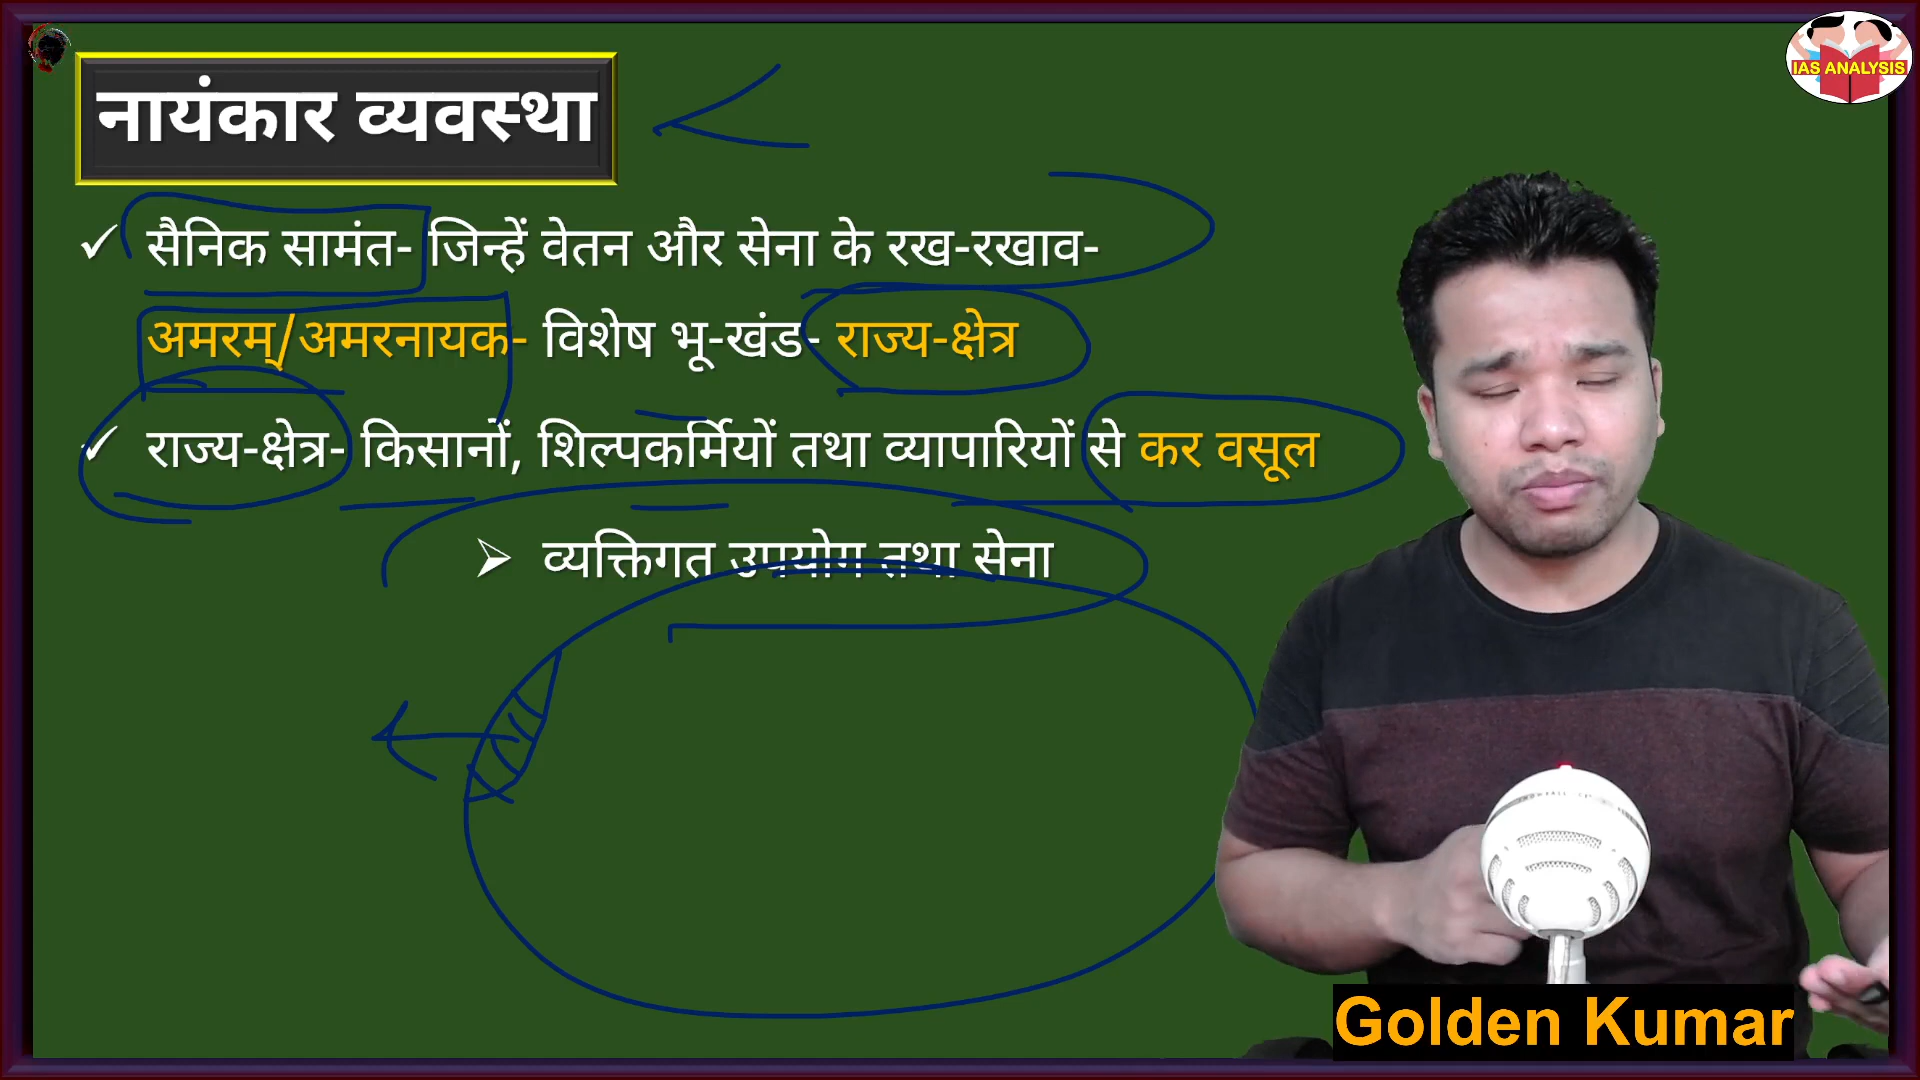 IAS ANALYSIS
नायंकार व्यवस्था
✓ सैनिक सामंत- जिन्हें वेतन और सेना के रख-रखाव-
अमरम्/अमरनायक- विशेष भू-खंड- राज्य-क्षेत्र
✓ राज्य-क्षेत्र- किसानों, शिल्पकर्मियों तथा व्यापारियों से कर वसूल
➢ व्यक्तिगत उपयोग तथा सेना
Golden Kumar